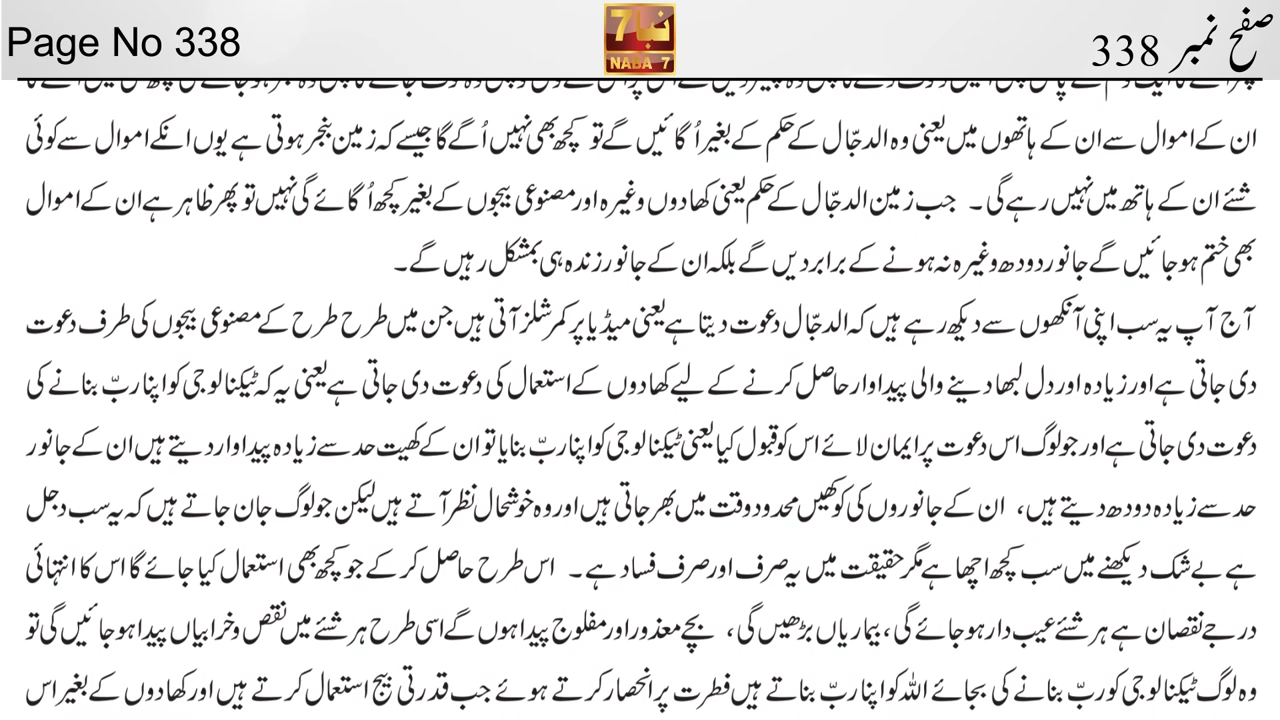 Page No 338
نبا 7
NABA 7
صفحہ نمبر 338
ان کے اموال سے ان کے ہاتھوں میں یعنی وہ الدجّال کے حکم کے بغیر اُگائیں گے تو کچھ بھی نہیں اُگے گا جیسے کہ زمین بنجر ہوتی ہے یوں انکے اموال سے کوئی
شئے ان کے ہاتھ میں نہیں رہے گی۔ جب زمین الدجّال کے حکم یعنی کھادوں وغیرہ اور مصنوعی بیجوں کے بغیر کچھ اُگائے گی نہیں تو پھر ظاہر ہے ان کے اموال
بھی ختم ہو جائیں گے جانور دودھ وغیرہ نہ ہونے کے برابر دیں گے بلکہ ان کے جانور زندہ ہی بمشکل رہیں گے۔
آج آپ یہ سب اپنی آنکھوں سے دیکھ رہے ہیں کہ الدجّال دعوت دیتا ہے یعنی میڈیا پر کمرشلز آتی ہیں جن میں طرح طرح کے مصنوعی بیجوں کی طرف دعوت
دی جاتی ہے اور زیادہ اور دل لبھا دینے والی پیداوار حاصل کرنے کے لیے کھادوں کے استعمال کی دعوت دی جاتی ہے یعنی یہ کہ ٹیکنالوجی کو اپنا ربّ بنانے کی
دعوت دی جاتی ہے اور جو لوگ اس دعوت پر ایمان لائے اس کو قبول کیا یعنی ٹیکنالوجی کو اپنا ربّ بنایا تو ان کے کھیت حد سے زیادہ پیداوار دیتے ہیں ان کے جانور
حد سے زیادہ دودھ دیتے ہیں، ان کے جانوروں کی کوکھیں محدود وقت میں بھر جاتی ہیں اور وہ خوشحال نظر آتے ہیں لیکن جو لوگ جان جاتے ہیں کہ یہ سب دجل
ہے بے شک دیکھنے میں سب کچھ اچھا ہے مگر حقیقت میں یہ صرف اور صرف فساد ہے۔ اس طرح حاصل کر کے جو کچھ بھی استعمال کیا جائے گا اس کا انتہائی
درجے نقصان ہے ہر شئے عیب دار ہو جائے گی، بیماریاں بڑھیں گی، بچے معذور اور مفلوج پیدا ہوں گے اسی طرح ہر شئے میں نقص و خرابیاں پیدا ہو جائیں گی تو
وہ لوگ ٹیکنالوجی کو ربّ بنانے کی بجائے اللہ کو اپنا ربّ بناتے ہیں فطرت پر انحصار کرتے ہوئے جب قدرتی بیج استعمال کرتے ہیں اور کھادوں کے بغیر اس